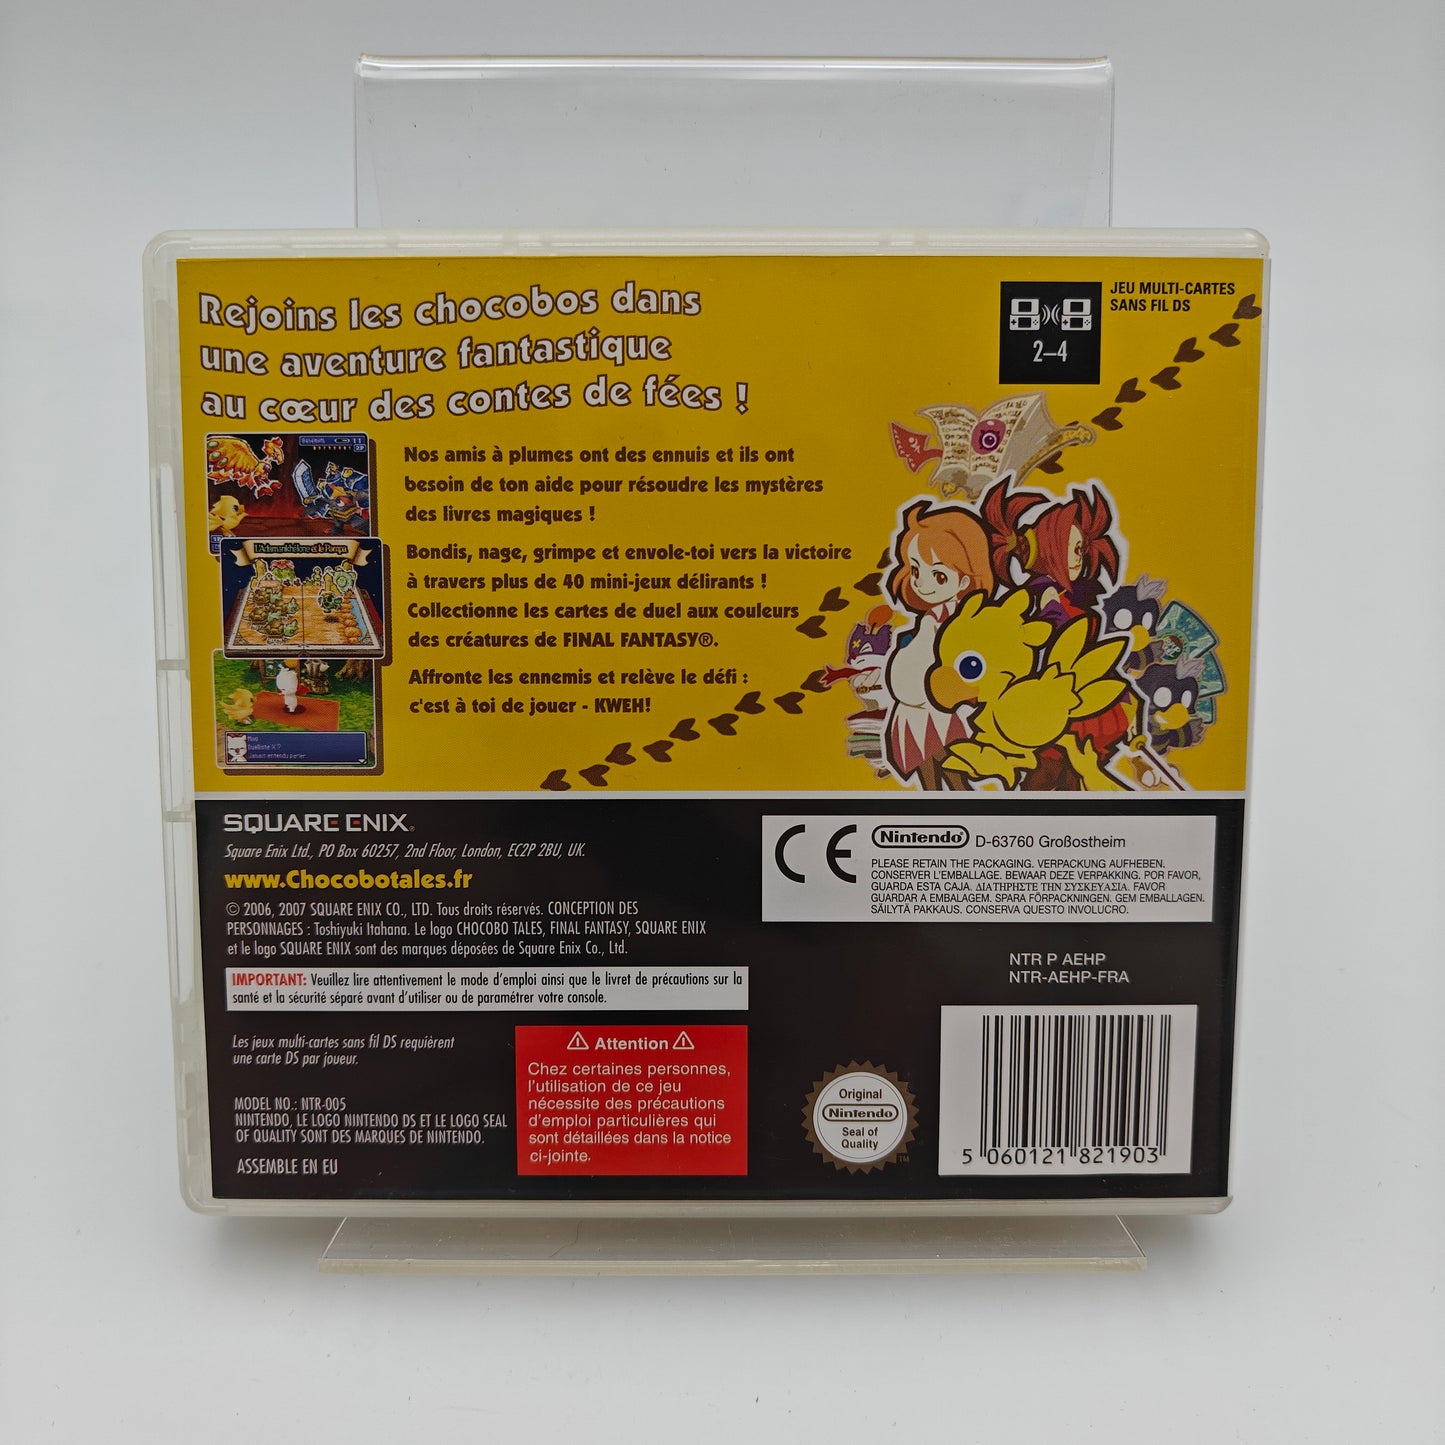 Rejoins les chocobos dans
une aventure fantastique
au cœur des contes de fées !
JEU MULTI-CARTES
SANS FIL DS
2–4
Nos amis à plumes ont des ennuis et ils ont
besoin de ton aide pour résoudre les mystères
des livres magiques !
Bondis, nage, grimpe et envole-toi vers la victoire
à travers plus de 40 mini-jeux délirants !
Collectionne les cartes de duel aux couleurs
des créatures de FINAL FANTASY®.
Affronte les ennemis et relève le défi :
c'est à toi de jouer - KWEH!
SQUARE ENIX®
Square Enix Ltd., PO Box 60257, 2nd Floor, London, EC2P 2BU, UK.
www.Chocobotales.fr
© 2006, 2007 SQUARE ENIX CO., LTD. Tous droits réservés. CONCEPTION DES
PERSONNAGES : Toshiyuki Itahana. Le logo CHOCOBO TALES, FINAL FANTASY, SQUARE ENIX
et le logo SQUARE ENIX sont des marques déposées de Square Enix Co., Ltd.
IMPORTANT: Veuillez lire attentivement le mode d'emploi ainsi que le livret de précautions sur la
santé et la sécurité séparé avant d'utiliser ou de paramétrer votre console.
Les jeux multi-cartes sans fil DS requièrent
une carte DS par joueur.
MODEL NO.: NTR-005
NINTENDO, LE LOGO NINTENDO DS ET LE LOGO SEAL
OF QUALITY SONT DES MARQUES DE NINTENDO.
ASSEMBLE EN EU
⚠ Attention ⚠
Chez certaines personnes,
l'utilisation de ce jeu
nécessite des précautions
d'emploi particulières qui
sont détaillées dans la notice
ci-jointe.
CE Nintendo® D-63760 Großostheim
PLEASE RETAIN THE PACKAGING. VERPACKUNG AUFHEBEN.
CONSERVER L'EMBALLAGE. BEWAAR DEZE VERPAKKING. POR FAVOR,
GUARDA ESTA CAJA. ΔΙΑΤΗΡΗΣΤΕ ΤΗΝ ΣΥΣΚΕΥΑΣΙΑ. FAVOR
GUARDAR A EMBALAGEM. SPARA FÖRPACKNINGEN. GEM EMBALLAGEN.
SÄILYTÄ PAKKAUS. CONSERVA QUESTO INVOLUCRO.
NTR P AEHP
NTR-AEHP-FRA
Original
Nintendo
Seal of
Quality
TM
5 060121 821903